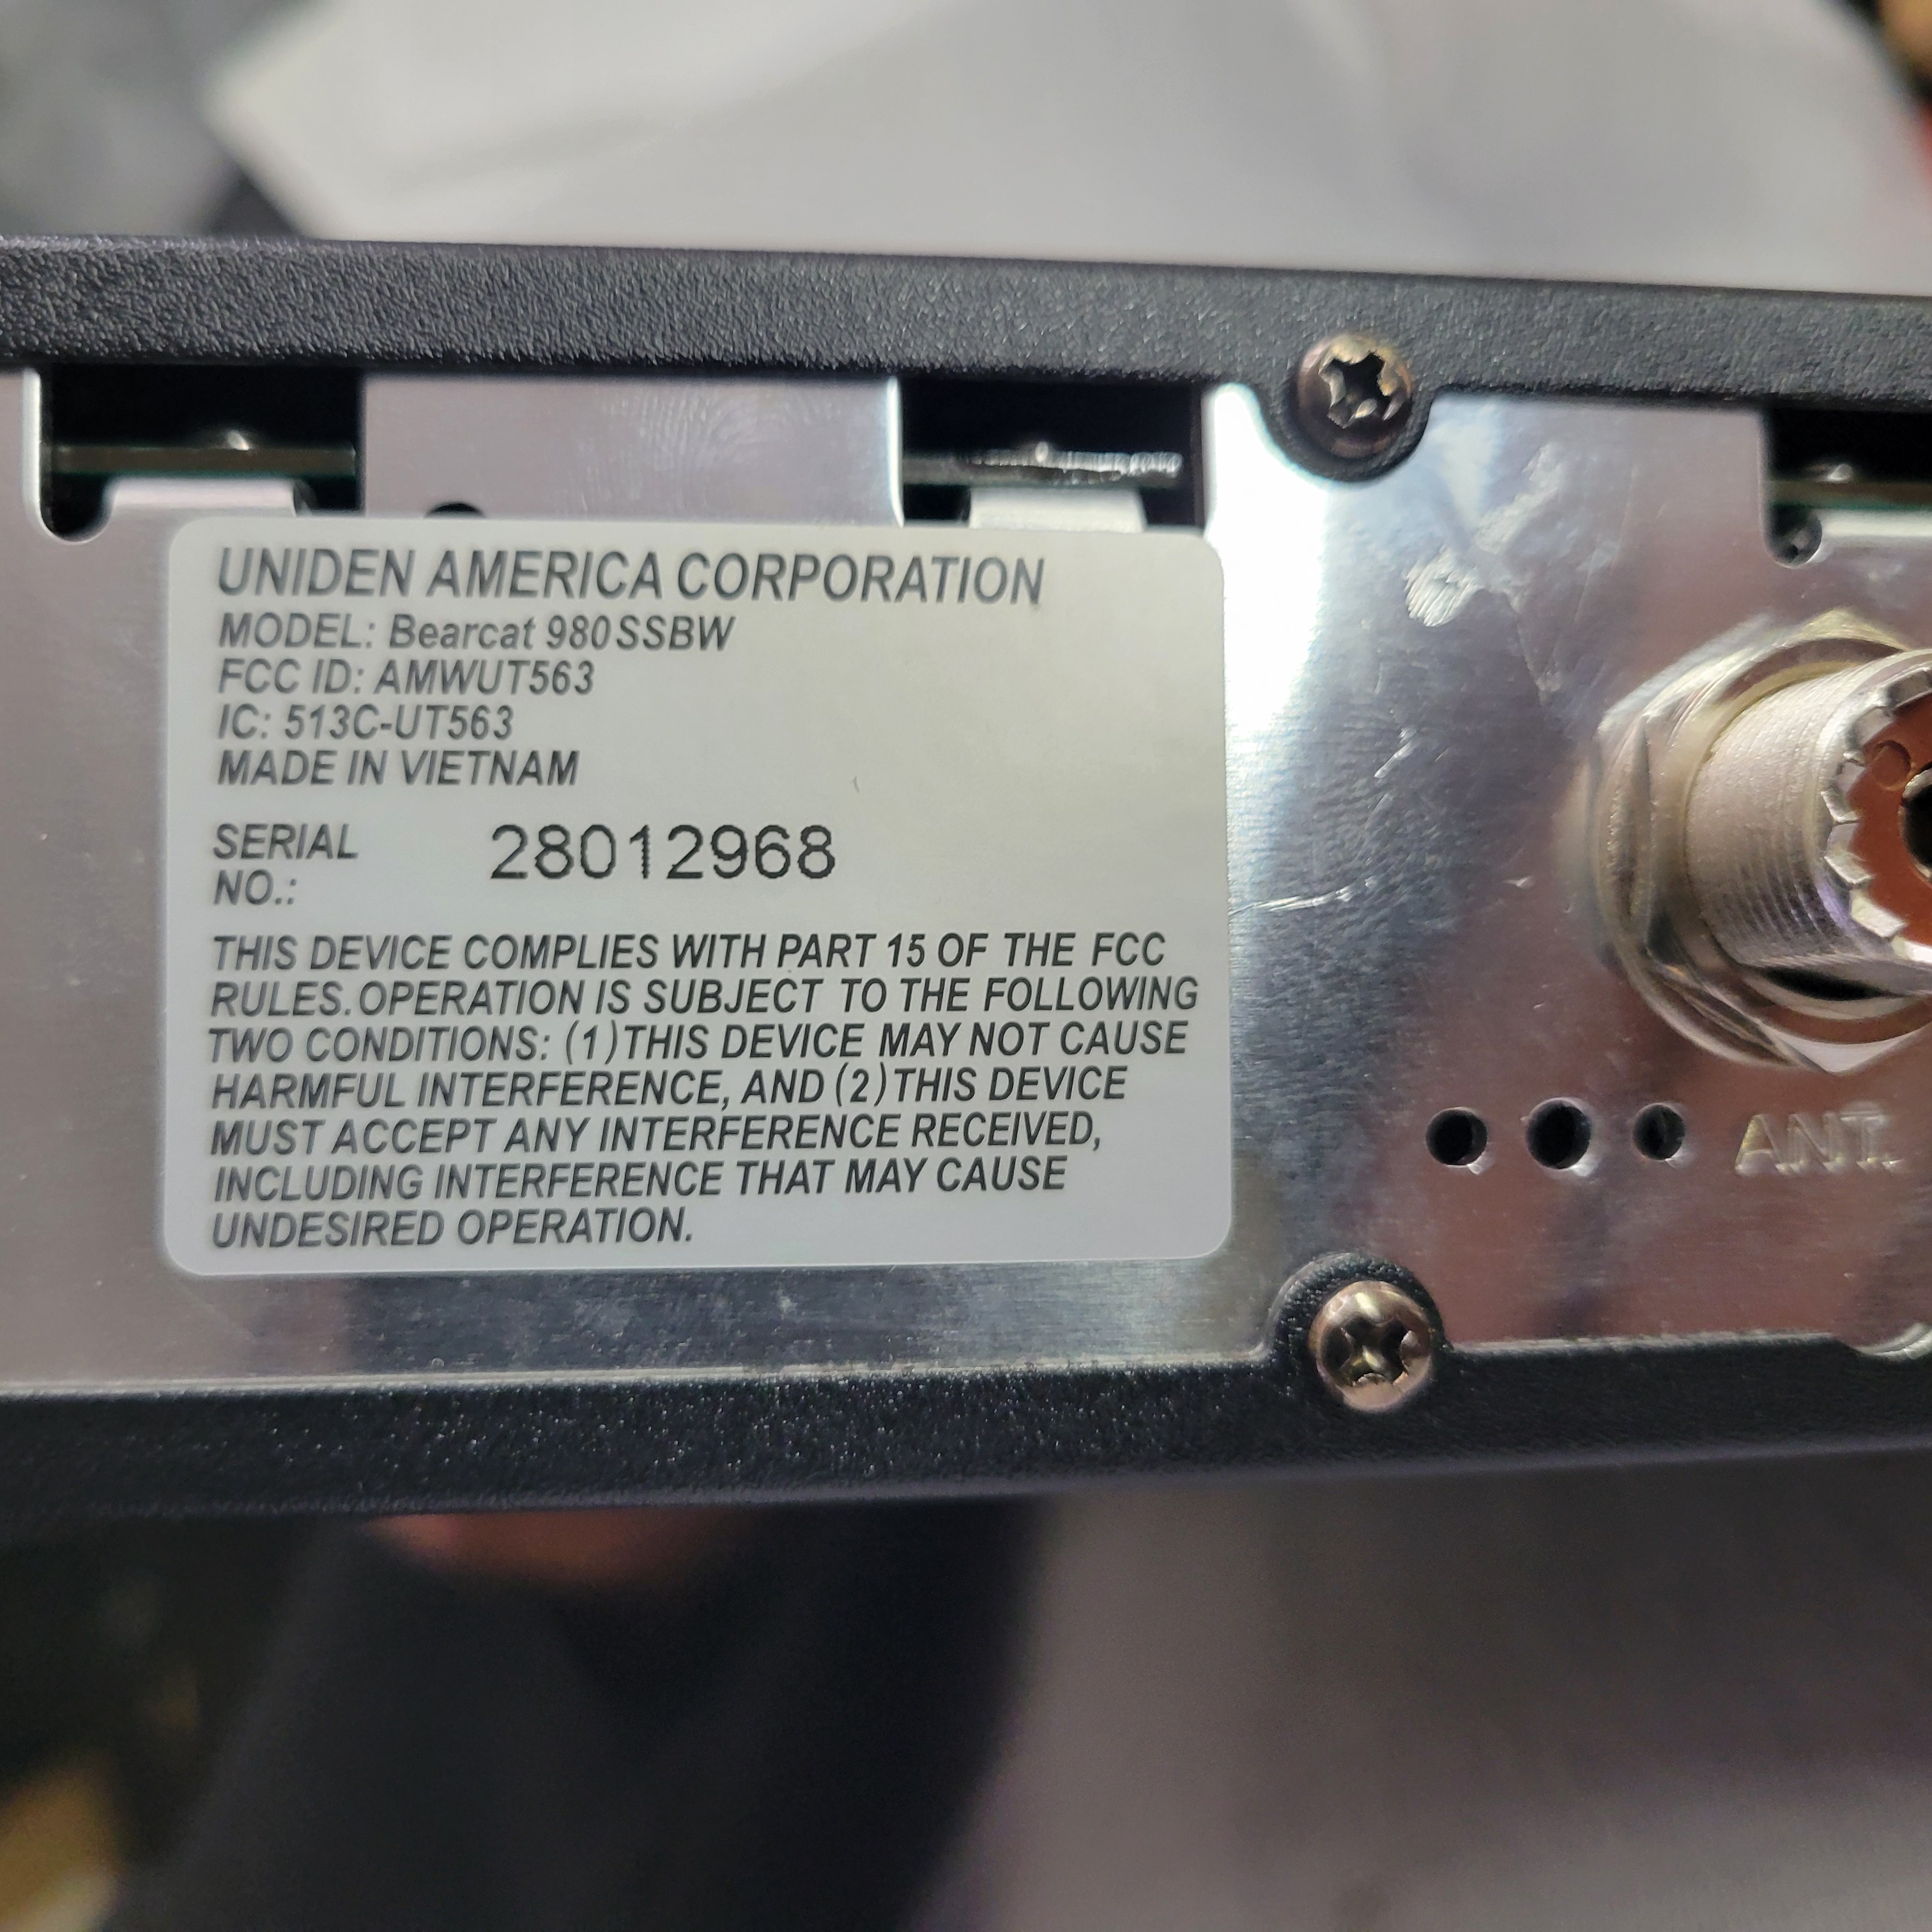 UNIDEN AMERICA CORPORATION
MODEL: Bearcat 980SSBW
FCC ID: AMWUT563
IC: 513C-UT563
MADE IN VIETNAM
SERIAL NO.: 28012968
THIS DEVICE COMPLIES WITH PART 15 OF THE FCC
RULES. OPERATION IS SUBJECT TO THE FOLLOWING
TWO CONDITIONS: (1) THIS DEVICE MAY NOT CAUSE
HARMFUL INTERFERENCE, AND (2) THIS DEVICE
MUST ACCEPT ANY INTERFERENCE RECEIVED,
INCLUDING INTERFERENCE THAT MAY CAUSE
UNDESIRED OPERATION.
ANT.